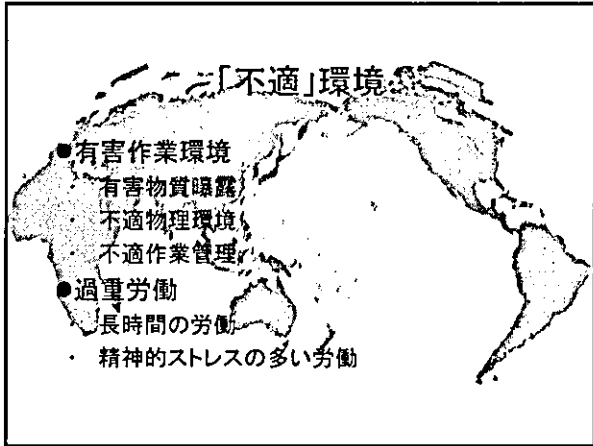 「不適」環境
●有害作業環境
・ 有害物質曝露
・ 不適物理環境
・ 不適作業管理
●過重労働
・ 長時間の労働
・ 精神的ストレスの多い労働